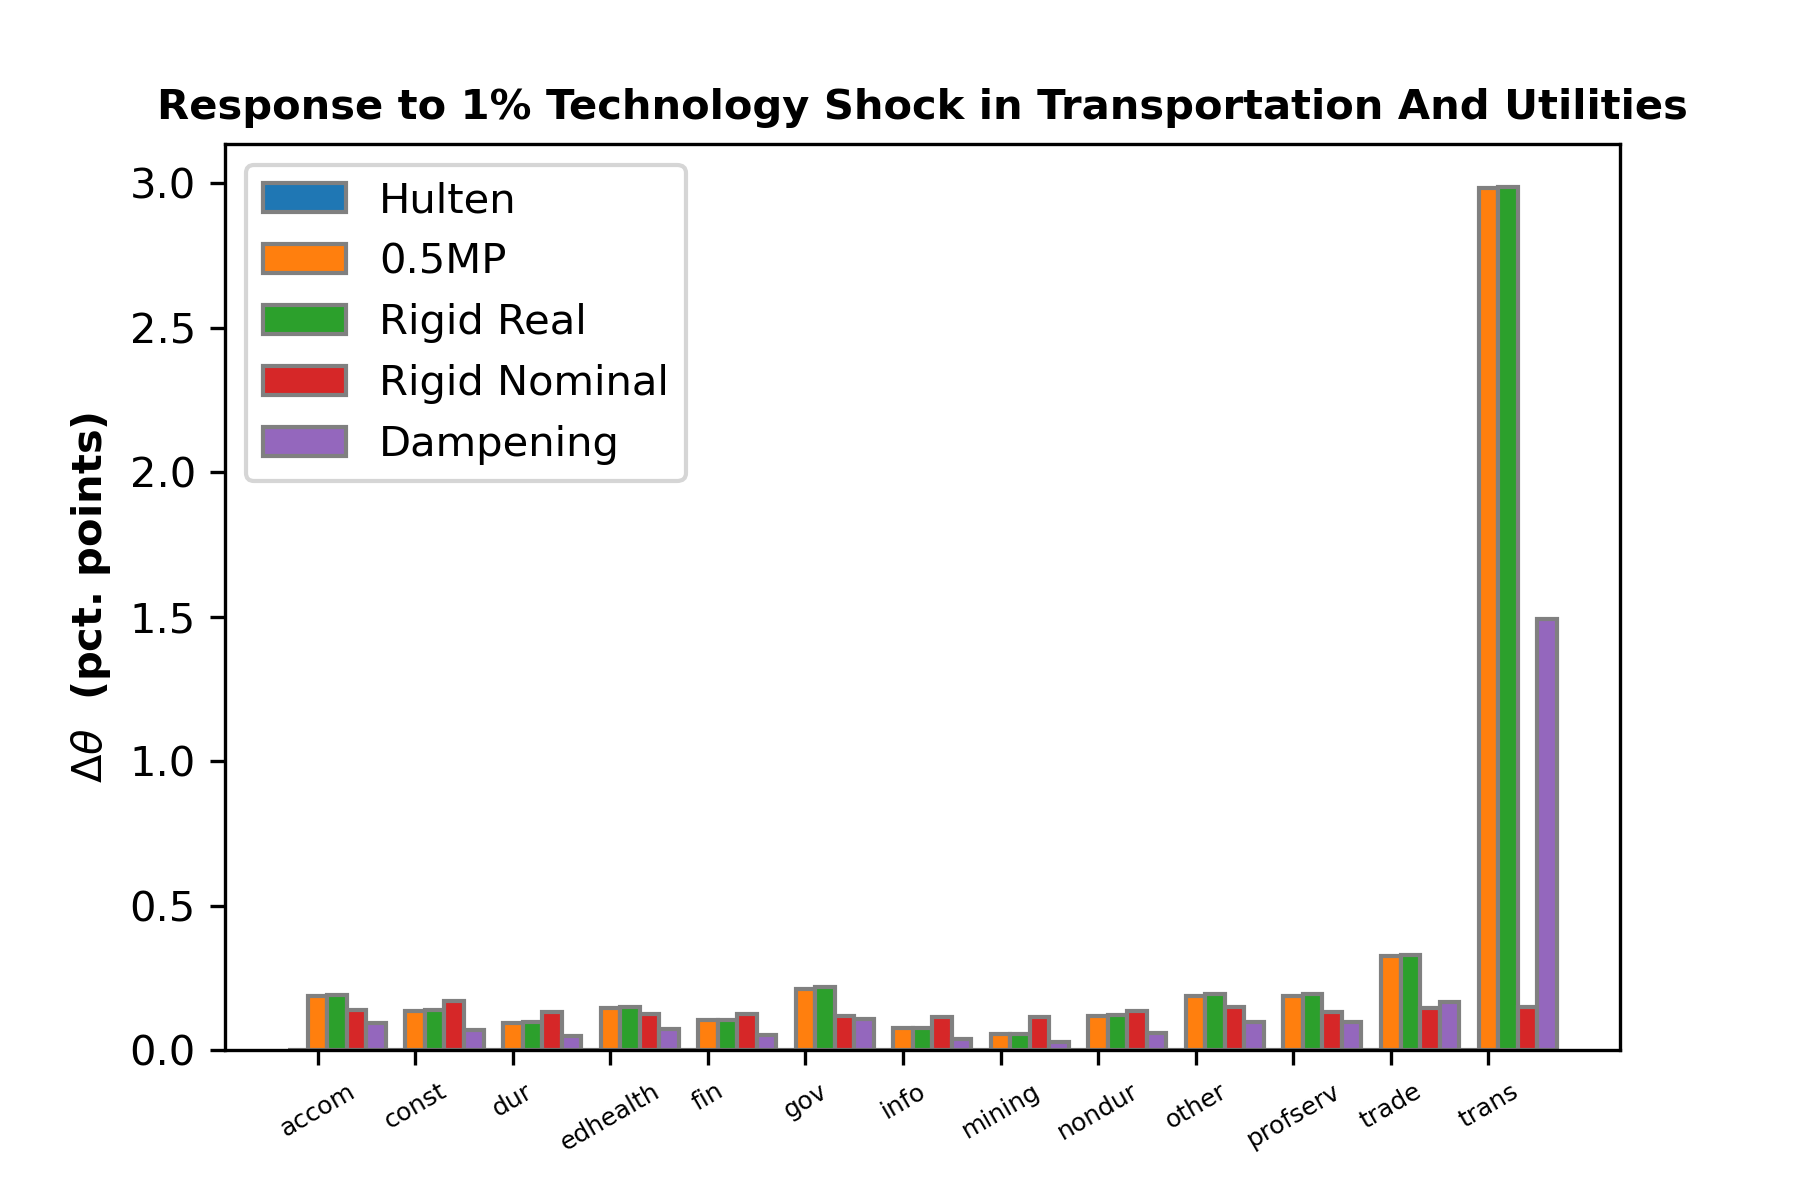 Response to 1% Technology Shock in Transportation And Utilities
Δθ (pct. points)
3.0
2.5
2.0
1.5
1.0
0.5
0.0
Hulten
0.5MP
Rigid Real
Rigid Nominal
Dampening
accom
const
dur
edhealth
fin
gov
info
mining
nondur
other
profserv
trade
trans